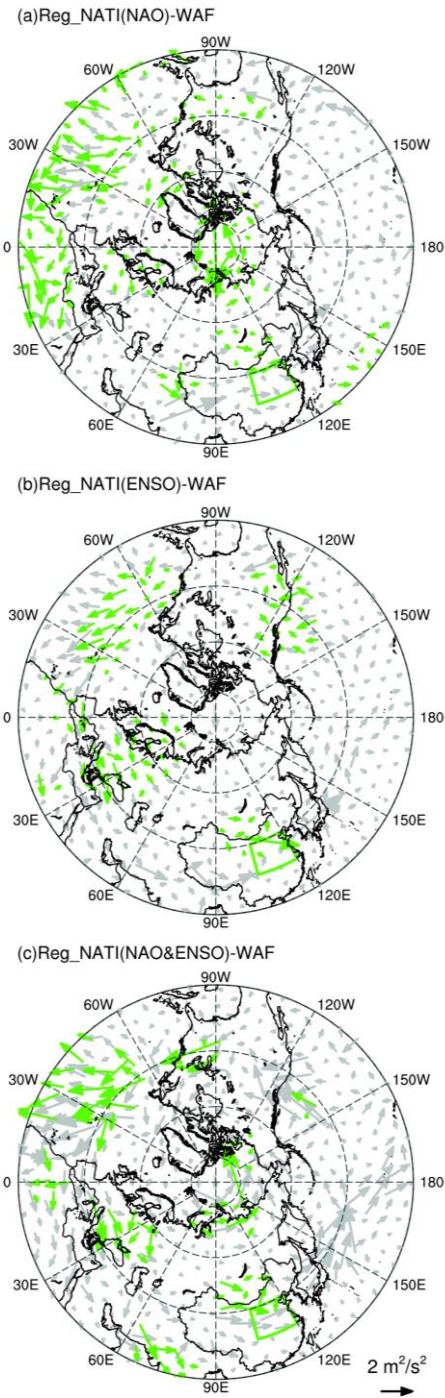 (a)Reg_NATI(NAO)-WAF
90W
60W
120W
30W
150W
0
180
30E
150E
60E
120E
90E
(b)Reg_NATI(ENSO)-WAF
90W
60W
120W
30W
150W
0
180
30E
150E
60E
120E
90E
(c)Reg_NATI(NAO&ENSO)-WAF
90W
60W
120W
30W
150W
0
180
30E
150E
60E
120E
90E
2 m²/s²